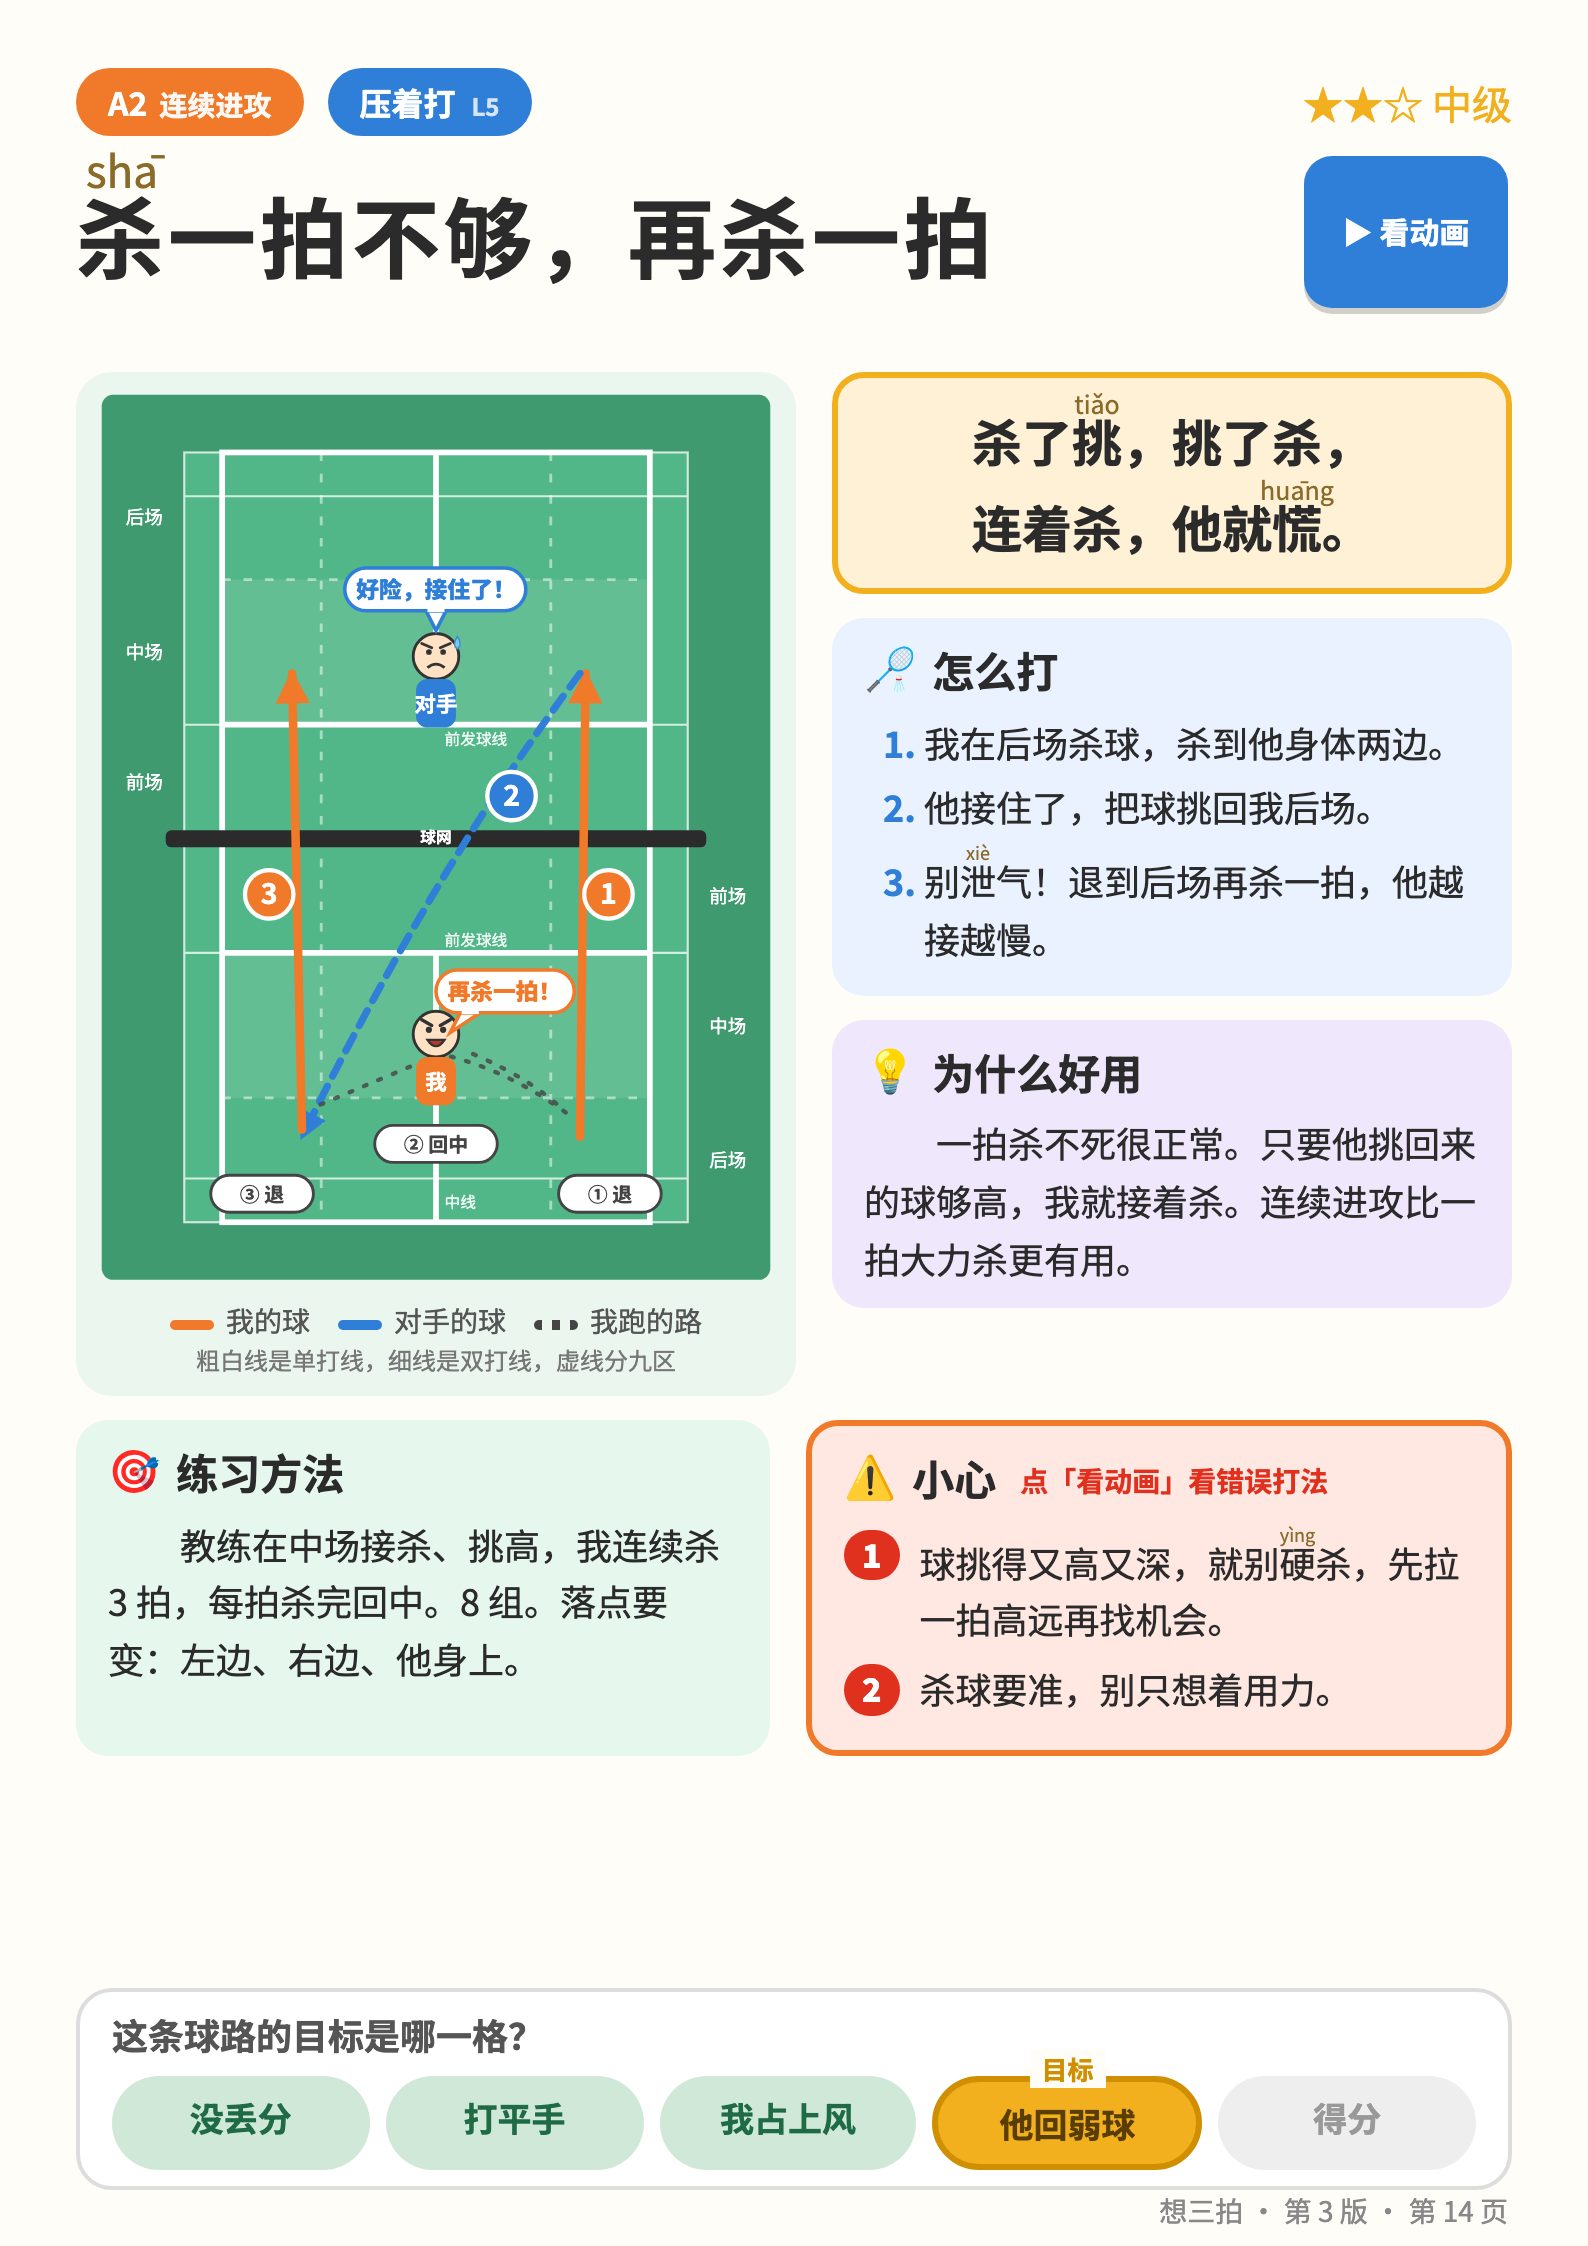 A2 连续进攻
压着打 L5
★★☆ 中级
shā
杀一拍不够，再杀一拍
▶ 看动画
后场
中场
前场
好险，接住了！
对手
前发球线
2
球网
3
1
前场
前发球线
再杀一拍！
中场
我
② 回中
后场
③ 退
① 退
中线
我的球 对手的球 我跑的路
粗白线是单打线，细线是双打线，虚线分九区
tiǎo
杀了挑，挑了杀，
huāng
连着杀，他就慌。
怎么打
1. 我在后场杀球，杀到他身体两边。
2. 他接住了，把球挑回我后场。
xiè
3. 别泄气！退到后场再杀一拍，他越
接越慢。
为什么好用
一拍杀不死很正常。只要他挑回来
的球够高，我就接着杀。连续进攻比一
拍大力杀更有用。
练习方法
教练在中场接杀、挑高，我连续杀
3 拍，每拍杀完回中。8 组。落点要
变：左边、右边、他身上。
小心 点「看动画」看错误打法
yìng
1 球挑得又高又深，就别硬杀，先拉
一拍高远再找机会。
2 杀球要准，别只想着用力。
这条球路的目标是哪一格？
目标
没丢分 打平手 我占上风 他回弱球 得分
想三拍 · 第 3 版 · 第 14 页